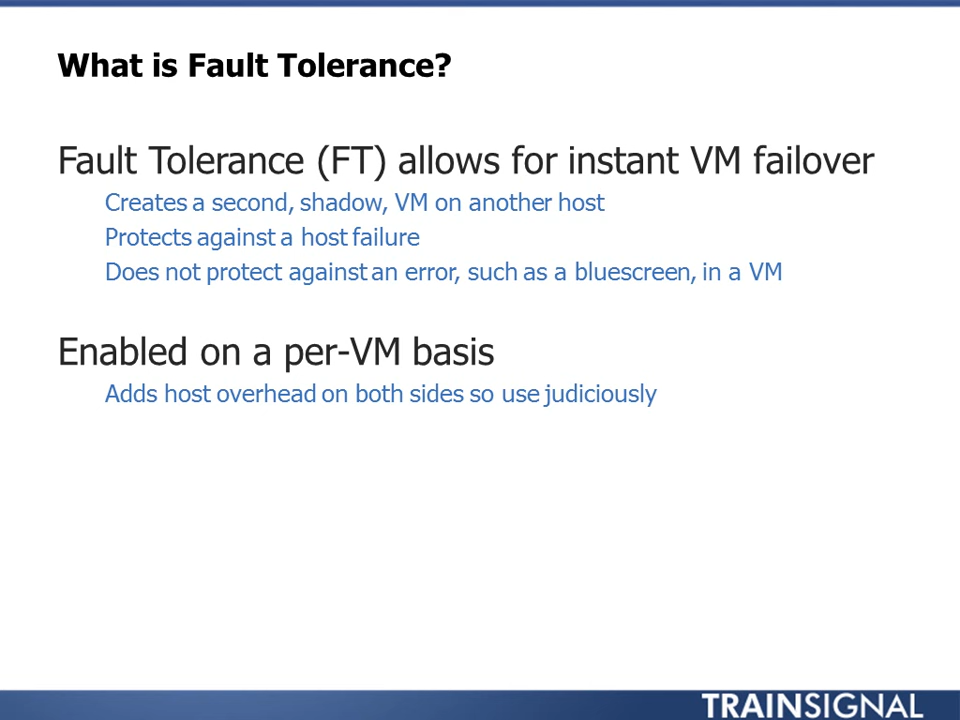 What is Fault Tolerance?
Fault Tolerance (FT) allows for instant VM failover
Creates a second, shadow, VM on another host
Protects against a host failure
Does not protect against an error, such as a bluescreen, in a VM
Enabled on a per-VM basis
Adds host overhead on both sides so use judiciously
TRAINSIGNAL